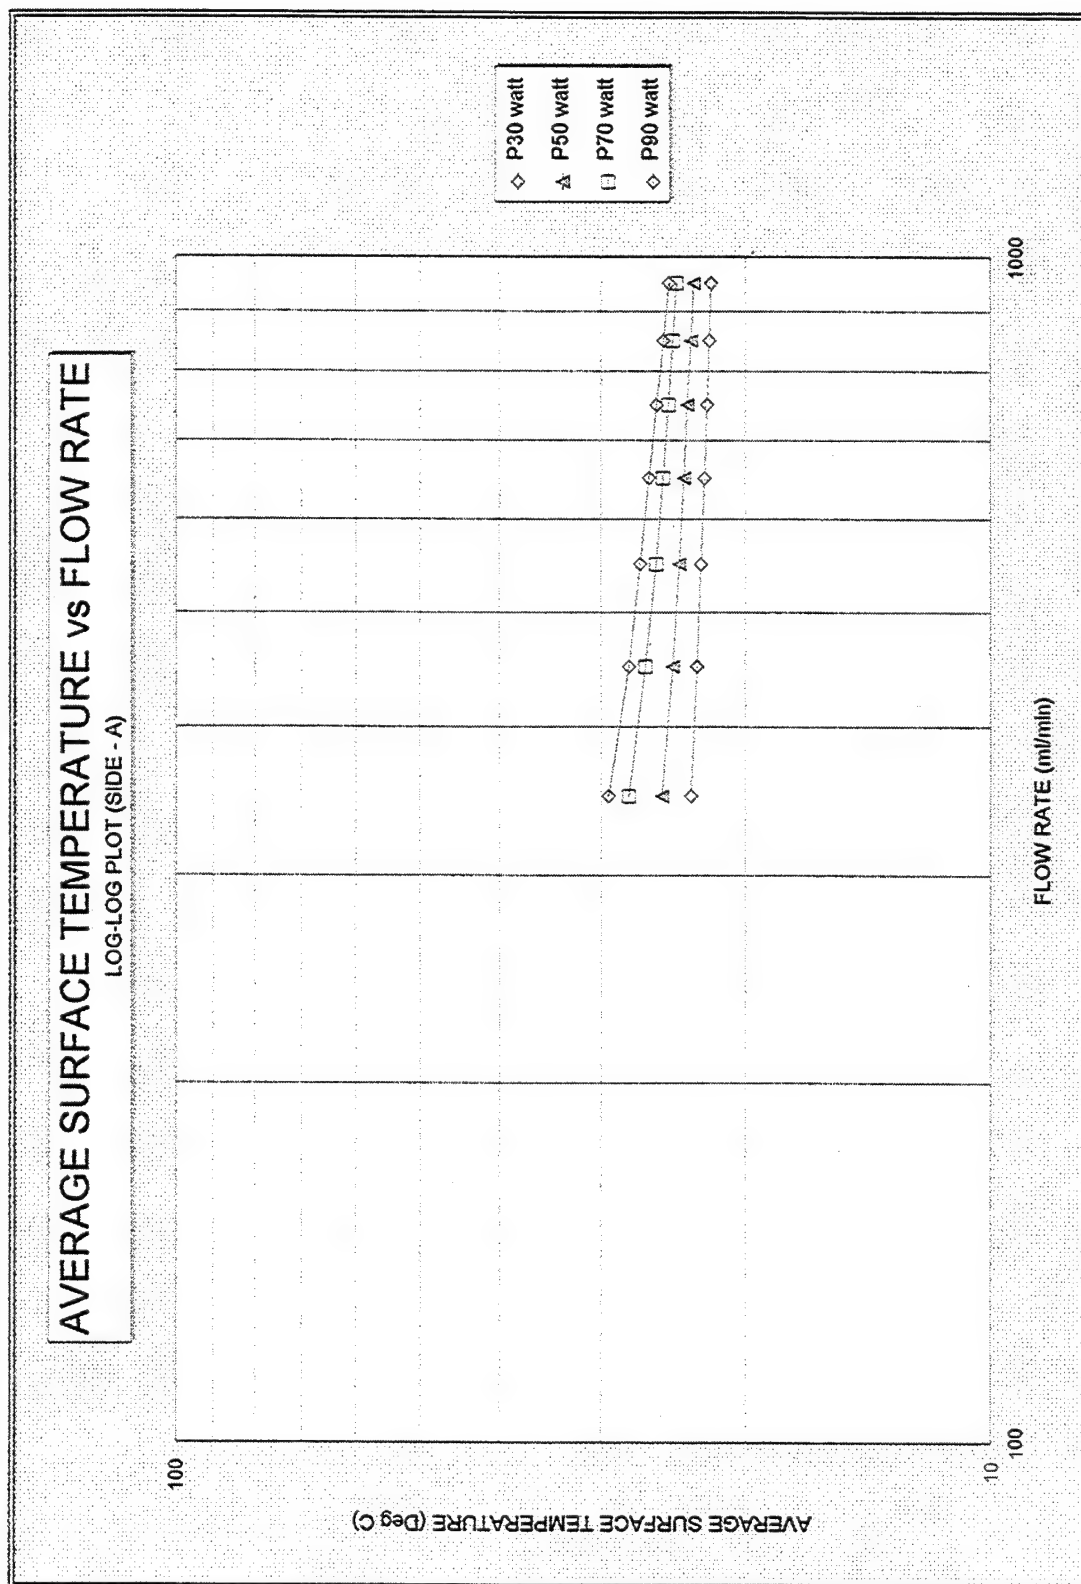 AVERAGE SURFACE TEMPERATURE vs FLOW RATE
LOG-LOG PLOT (SIDE - A)
AVERAGE SURFACE TEMPERATURE (Deg C)
100
10
100
1000
FLOW RATE (ml/min)
P30 watt
P50 watt
P70 watt
P90 watt